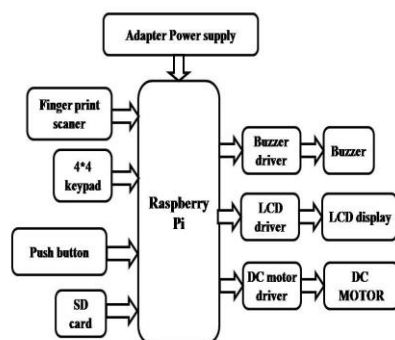 Adapter Power supply
Finger print
scaner
4*4
keypad
Push button
SD
card
Raspberry
Pi
Buzzer
driver
Buzzer
LCD
driver
LCD display
DC motor
driver
DC
MOTOR